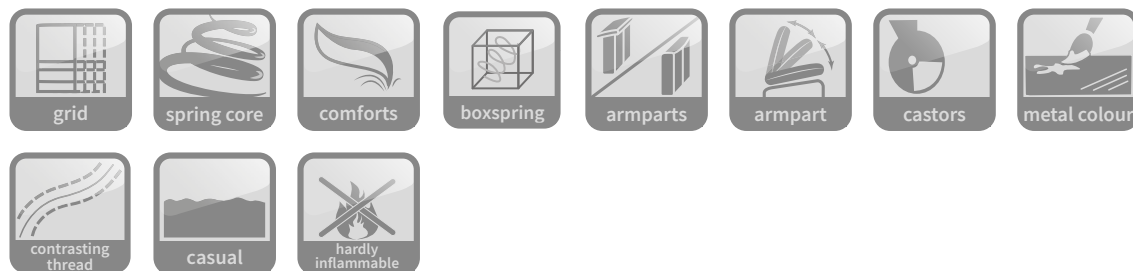 grid
spring core
comforts
boxspring
armparts
armpart
castors
metal colour
contrasting
thread
casual
hardly
inflammable